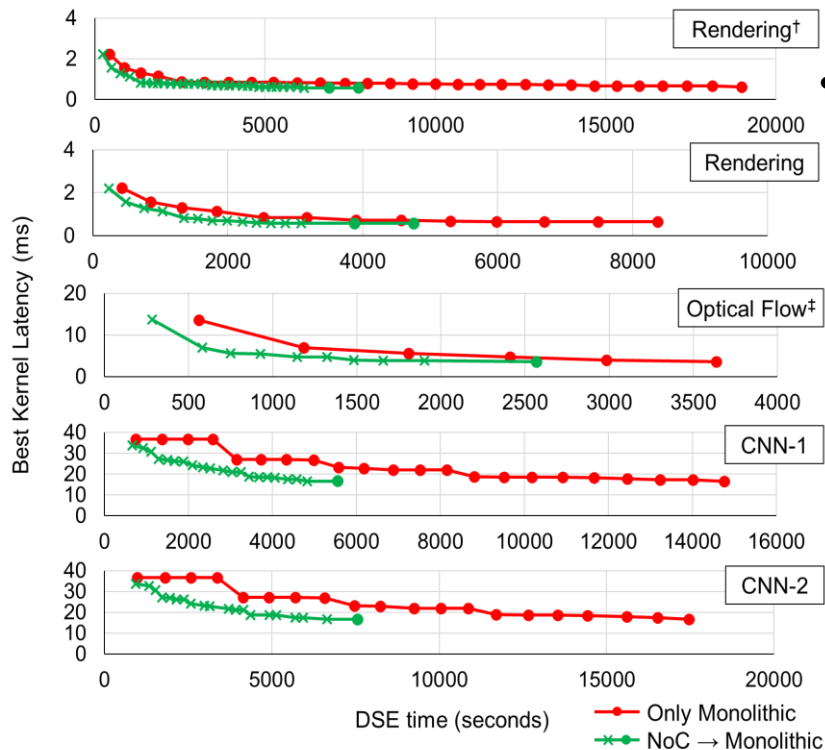 4
2
0
Rendering†
0 5000 10000 15000 20000
4
2
0
Rendering
0 2000 4000 6000 8000 10000
20
10
0
Optical Flow‡
0 500 1000 1500 2000 2500 3000 3500 4000
40
30
20
10
0
CNN-1
0 2000 4000 6000 8000 10000 12000 14000 16000
40
30
20
10
0
CNN-2
0 5000 10000 15000 20000
Best Kernel Latency (ms)
DSE time (seconds)
Only Monolithic
NoC → Monolithic